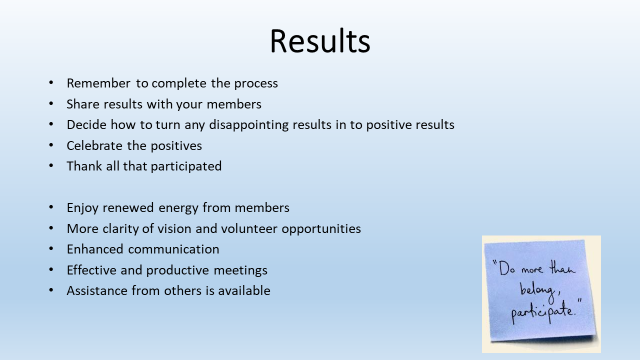 Results
• Remember to complete the process
• Share results with your members
• Decide how to turn any disappointing results in to positive results
• Celebrate the positives
• Thank all that participated
• Enjoy renewed energy from members
• More clarity of vision and volunteer opportunities
• Enhanced communication
• Effective and productive meetings
• Assistance from others is available
"Do more than
belong,
participate."